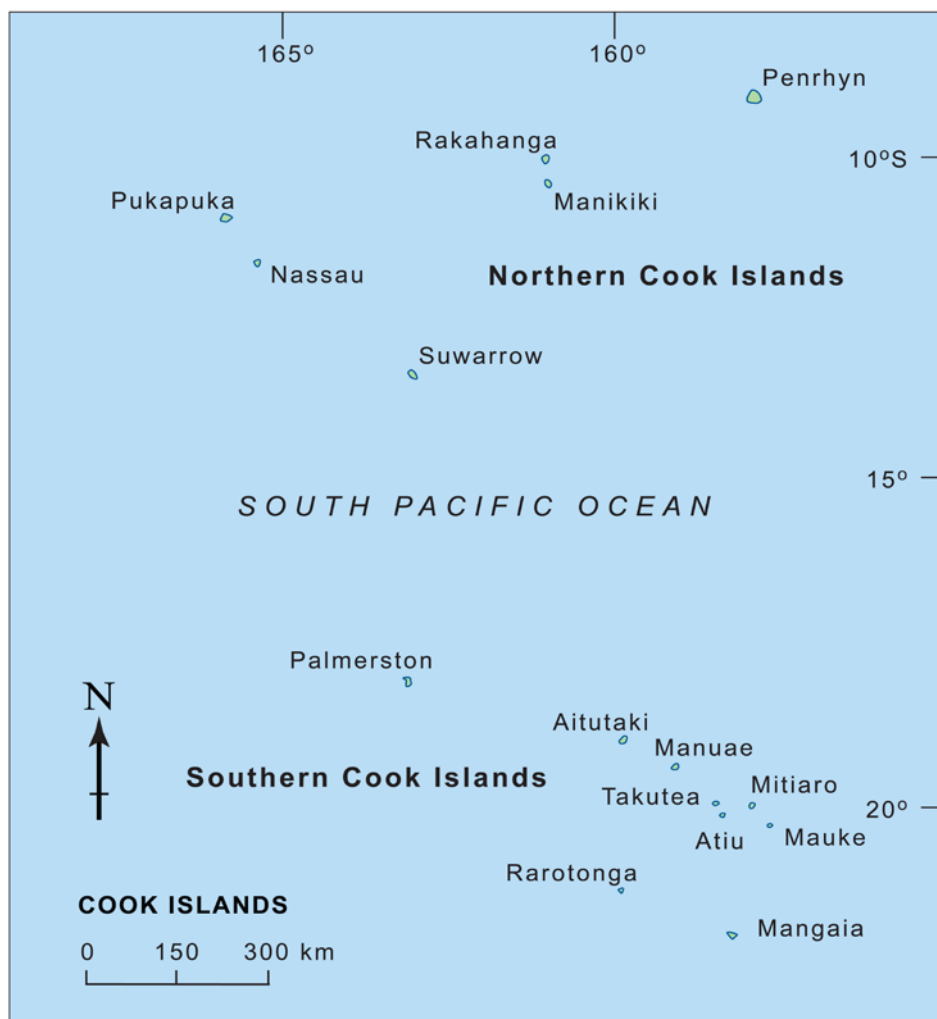 165º
160º
Penrhyn
Rakahanga
10ºS
Manikiki
Pukapuka
Nassau
Northern Cook Islands
Suwarrow
15º
SOUTH PACIFIC OCEAN
Palmerston
N
Aitutaki
Manuae
Southern Cook Islands
Mitiaro
Takutea
20º
Atiu
Mauke
Rarotonga
COOK ISLANDS
Mangaia
0 150 300 km